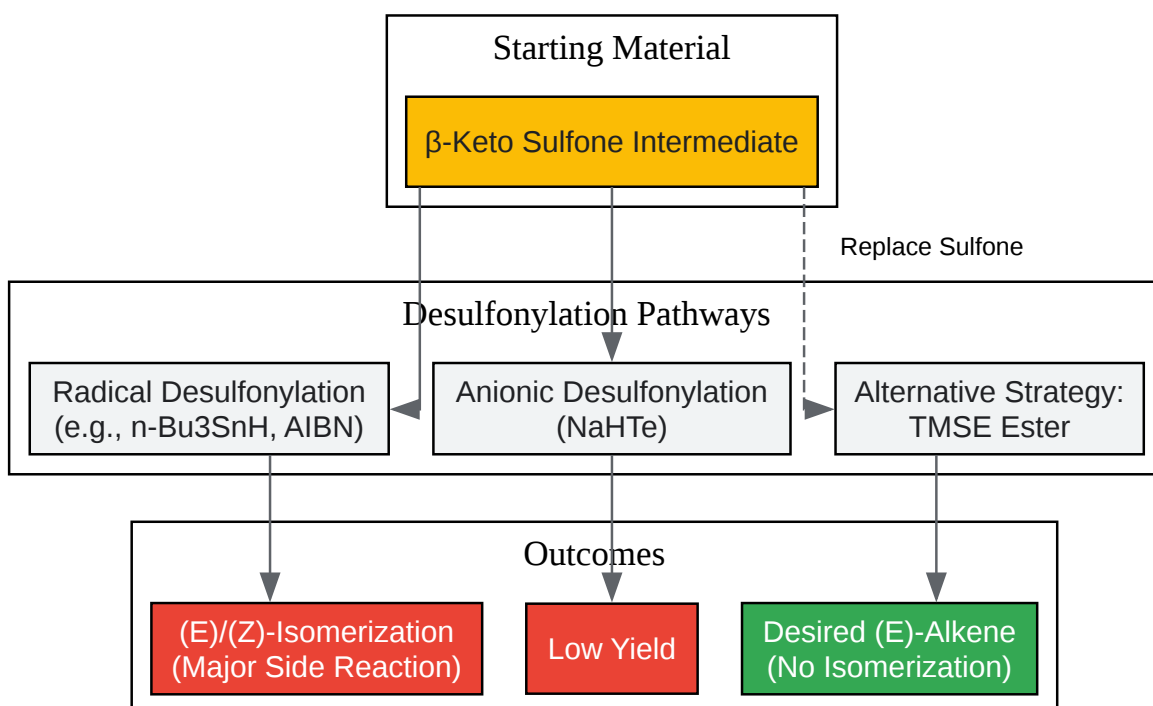 Starting Material
β-Keto Sulfone Intermediate
Replace Sulfone
Desulfonylation Pathways
Radical Desulfonylation
(e.g., n-Bu3SnH, AIBN)
Anionic Desulfonylation
(NaHTe)
Alternative Strategy:
TMSE Ester
Outcomes
(E)/(Z)-Isomerization
(Major Side Reaction)
Low Yield
Desired (E)-Alkene
(No Isomerization)